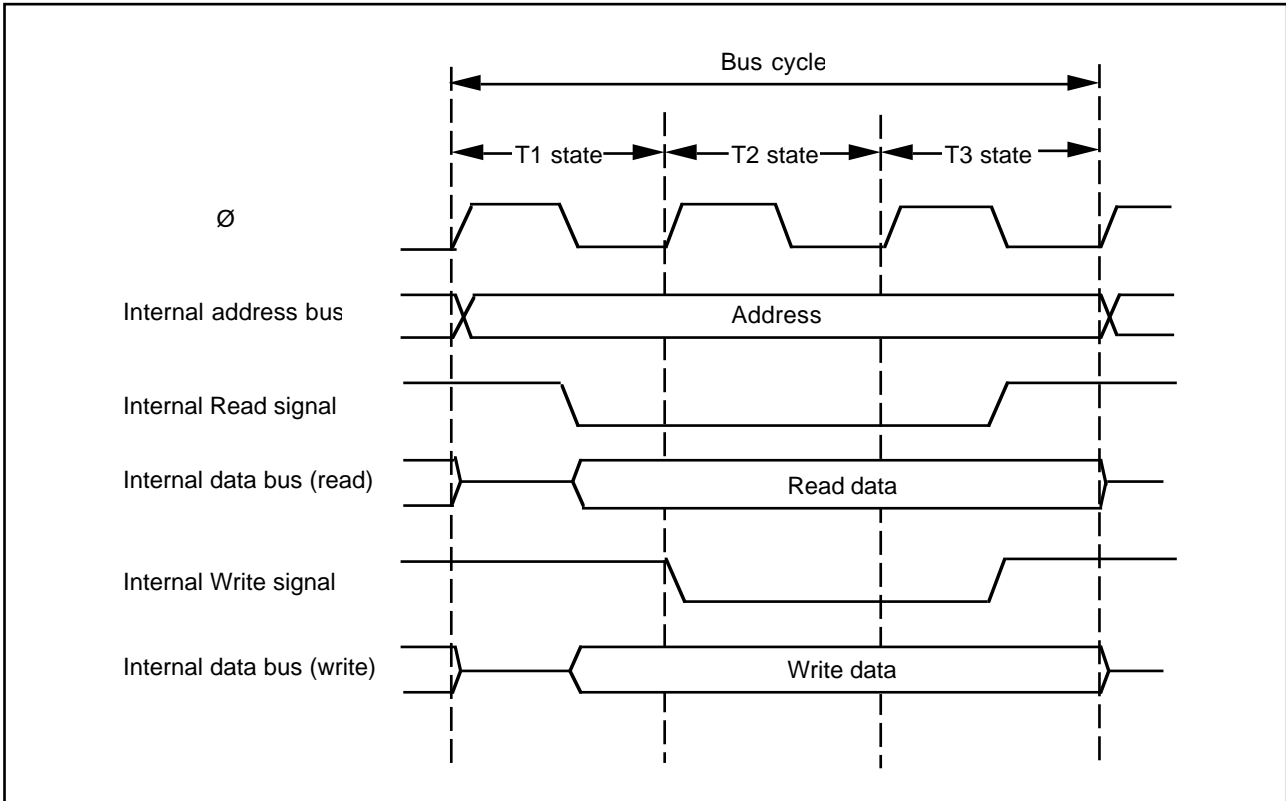 Bus cycle
T1 state
T2 state
T3 state
Ø
Internal address bus
Address
Internal Read signal
Internal data bus (read)
Read data
Internal Write signal
Internal data bus (write)
Write data